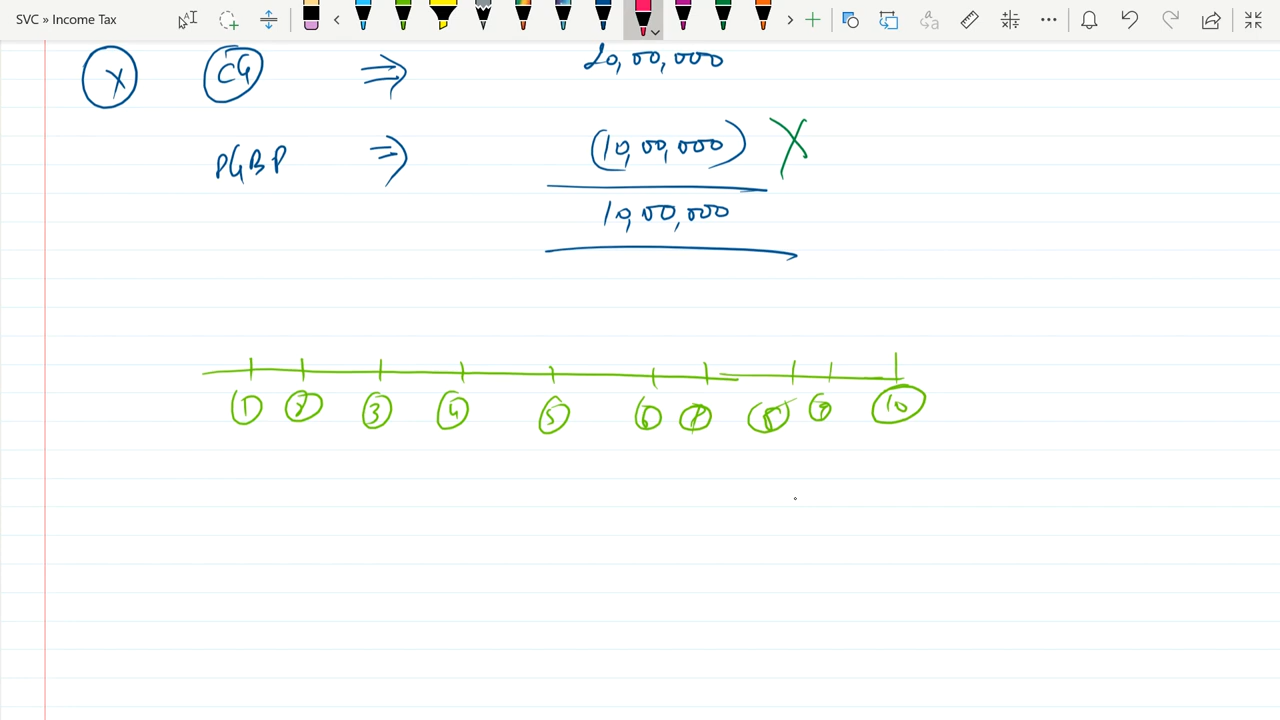 SVC » Income Tax
X CG ⇒ 20,00,000
PGBP ⇒ (10,00,000) X
10,00,000
1 2 3 4 5 6 7 8 9 10